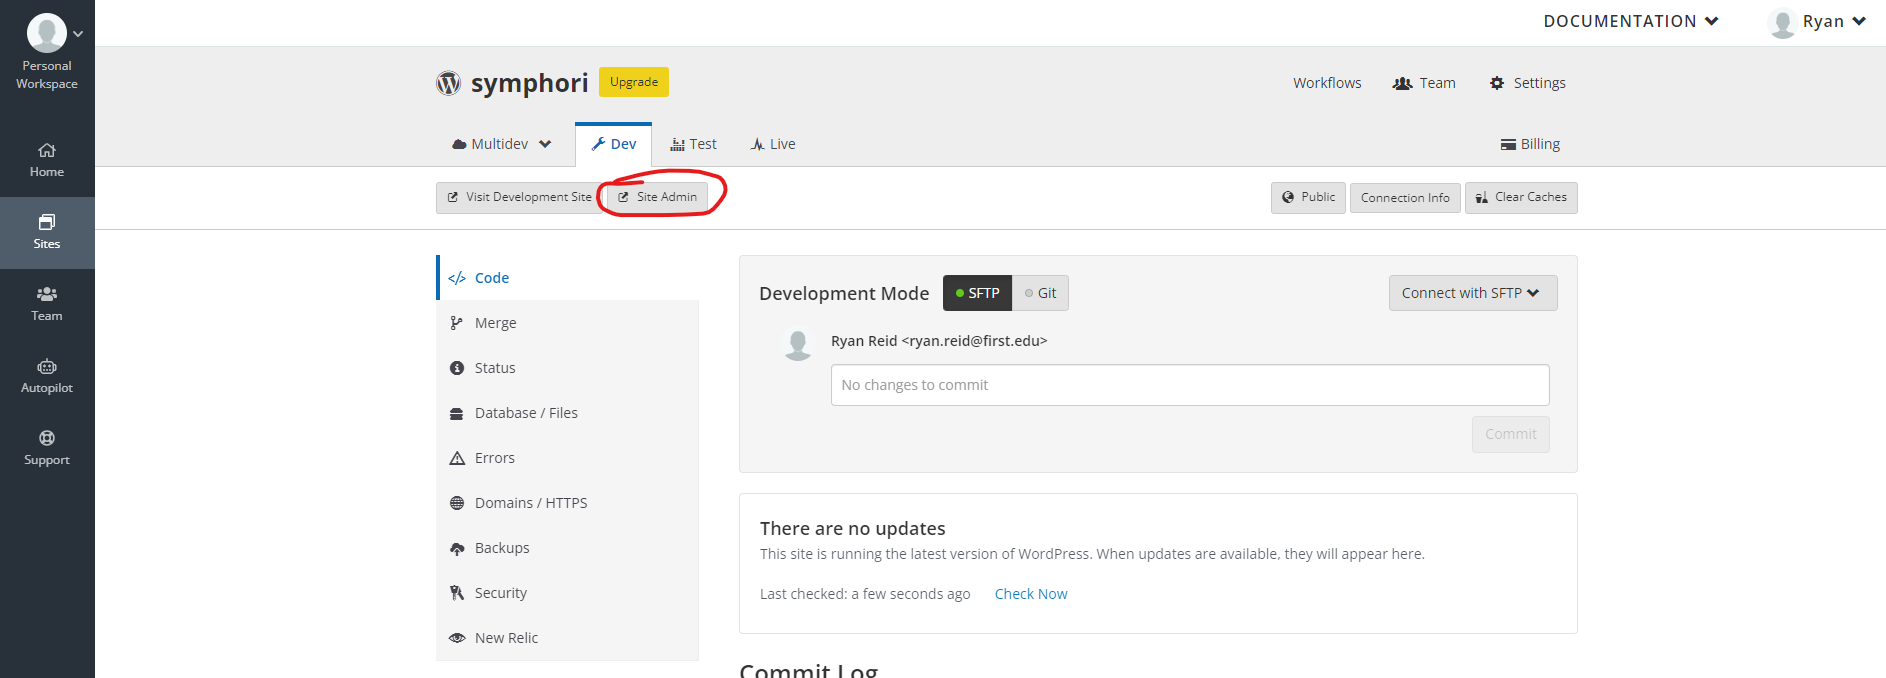 DOCUMENTATION
Ryan
Personal
Workspace
Home
Sites
Team
Autopilot
Support
symphori
Upgrade
Workflows
Team
Settings
Multidev
Dev
Test
Live
Billing
Visit Development Site
Site Admin
Public
Connection Info
Clear Caches
</> Code
Merge
Status
Database / Files
Errors
Domains / HTTPS
Backups
Security
New Relic
Development Mode
SFTP
Git
Connect with SFTP
Ryan Reid <ryan.reid@first.edu>
No changes to commit
Commit
There are no updates
This site is running the latest version of WordPress. When updates are available, they will appear here.
Last checked: a few seconds ago
Check Now
Commit Log